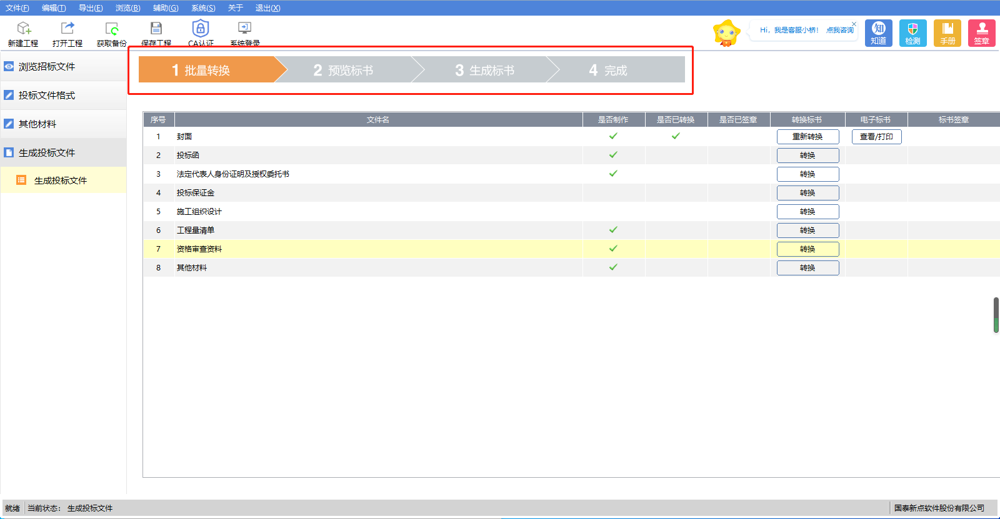 文件(F) 编辑(T) 导出(E) 浏览(B) 辅助(G) 系统(S) 关于 退出(X)
新建工程 打开工程 获取备份 保存工程 CA认证 系统登录
Hi，我是客服小桥！ 点我咨询
知 知道 检测 手册 签章
浏览招标文件
投标文件格式
其他材料
生成投标文件
生成投标文件
1 批量转换 2 预览标书 3 生成标书 4 完成
序号 文件名 是否制作 是否已转换 是否已签章 转换标书 电子标书 标书签章
1 封面 重新转换 查看/打印
2 投标函 转换
3 法定代表人身份证明及授权委托书 转换
4 投标保证金 转换
5 施工组织设计 转换
6 工程量清单 转换
7 资格审查资料 转换
8 其他材料 转换
就绪 当前状态： 生成投标文件 国泰新点软件股份有限公司